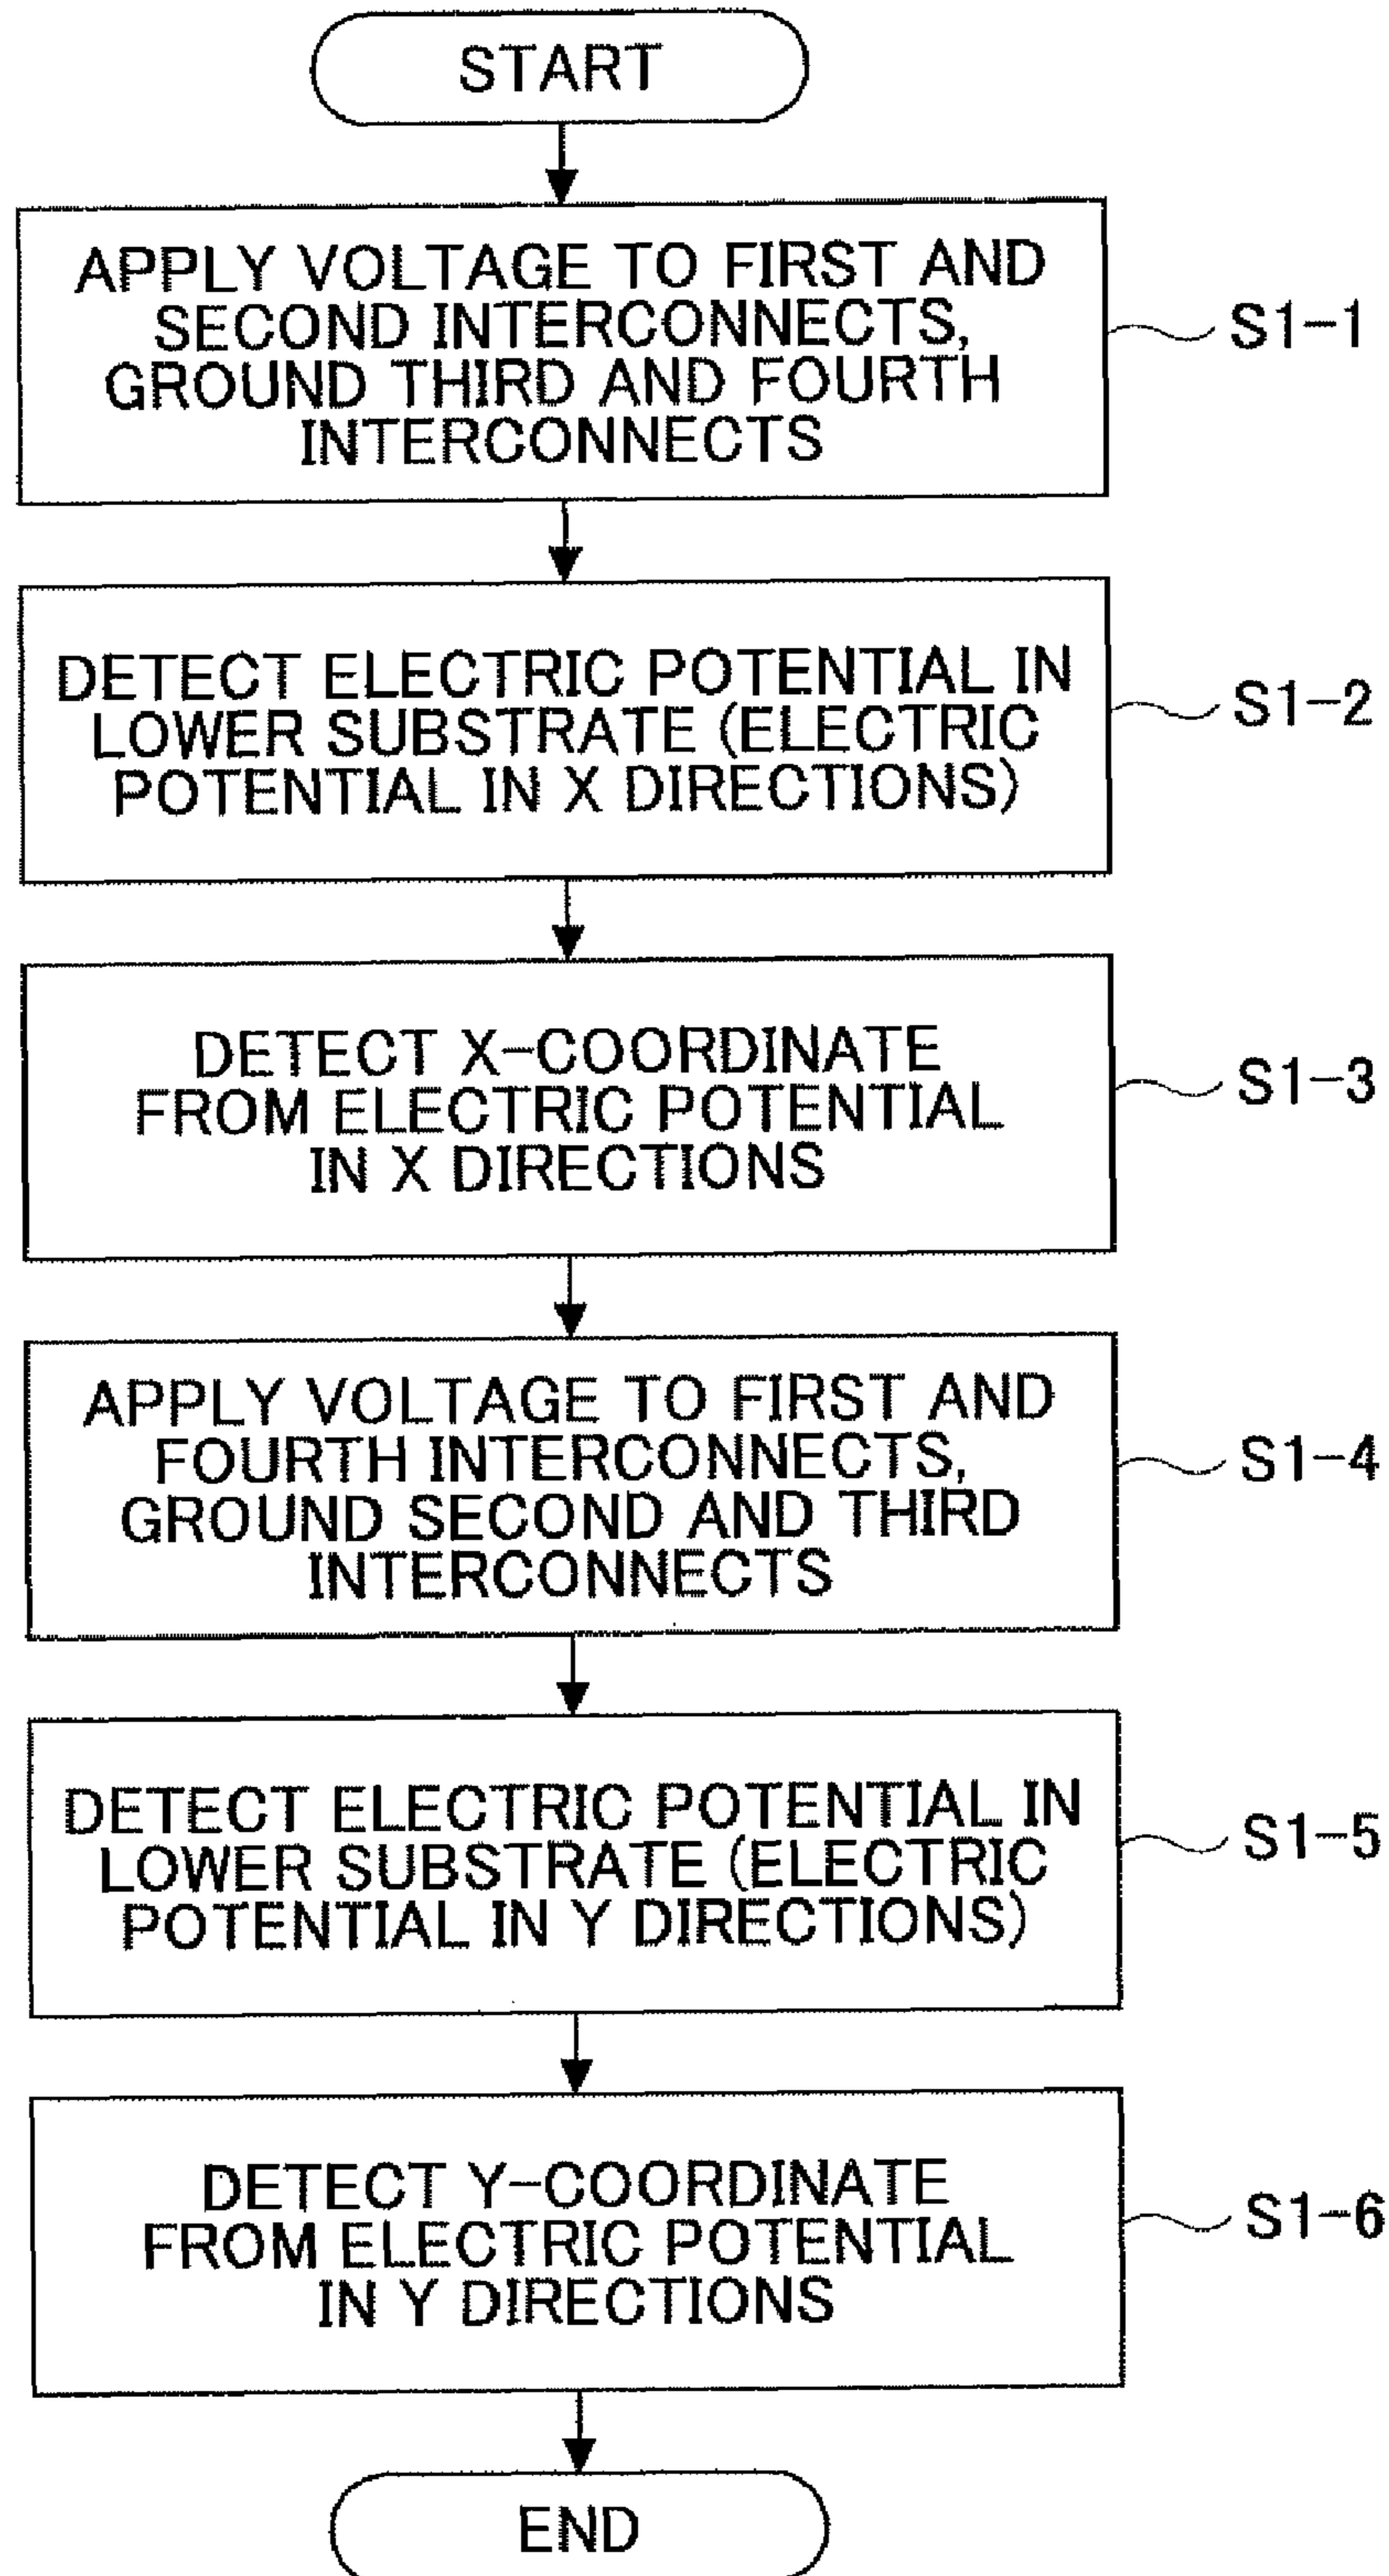 START
APPLY VOLTAGE TO FIRST AND
SECOND INTERCONNECTS,
GROUND THIRD AND FOURTH
INTERCONNECTS
S1-1
DETECT ELECTRIC POTENTIAL IN
LOWER SUBSTRATE (ELECTRIC
POTENTIAL IN X DIRECTIONS)
S1-2
DETECT X-COORDINATE
FROM ELECTRIC POTENTIAL
IN X DIRECTIONS
S1-3
APPLY VOLTAGE TO FIRST AND
FOURTH INTERCONNECTS,
GROUND SECOND AND THIRD
INTERCONNECTS
S1-4
DETECT ELECTRIC POTENTIAL IN
LOWER SUBSTRATE (ELECTRIC
POTENTIAL IN Y DIRECTIONS)
S1-5
DETECT Y-COORDINATE
FROM ELECTRIC POTENTIAL
IN Y DIRECTIONS
S1-6
END